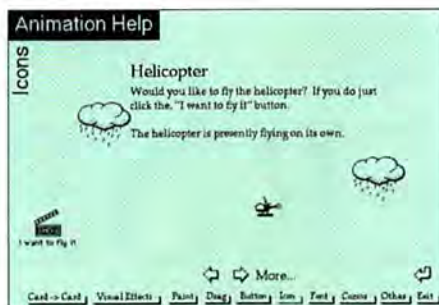 Animation Help
Icons
Helicopter
Would you like to fly the helicopter? If you do just
click the, "I want to fly it" button.
The helicopter is presently flying on its own.
I want to fly it
More...
Card -> Card Visual Effects Paint Drag Button Icon Font Cursor Other Exit